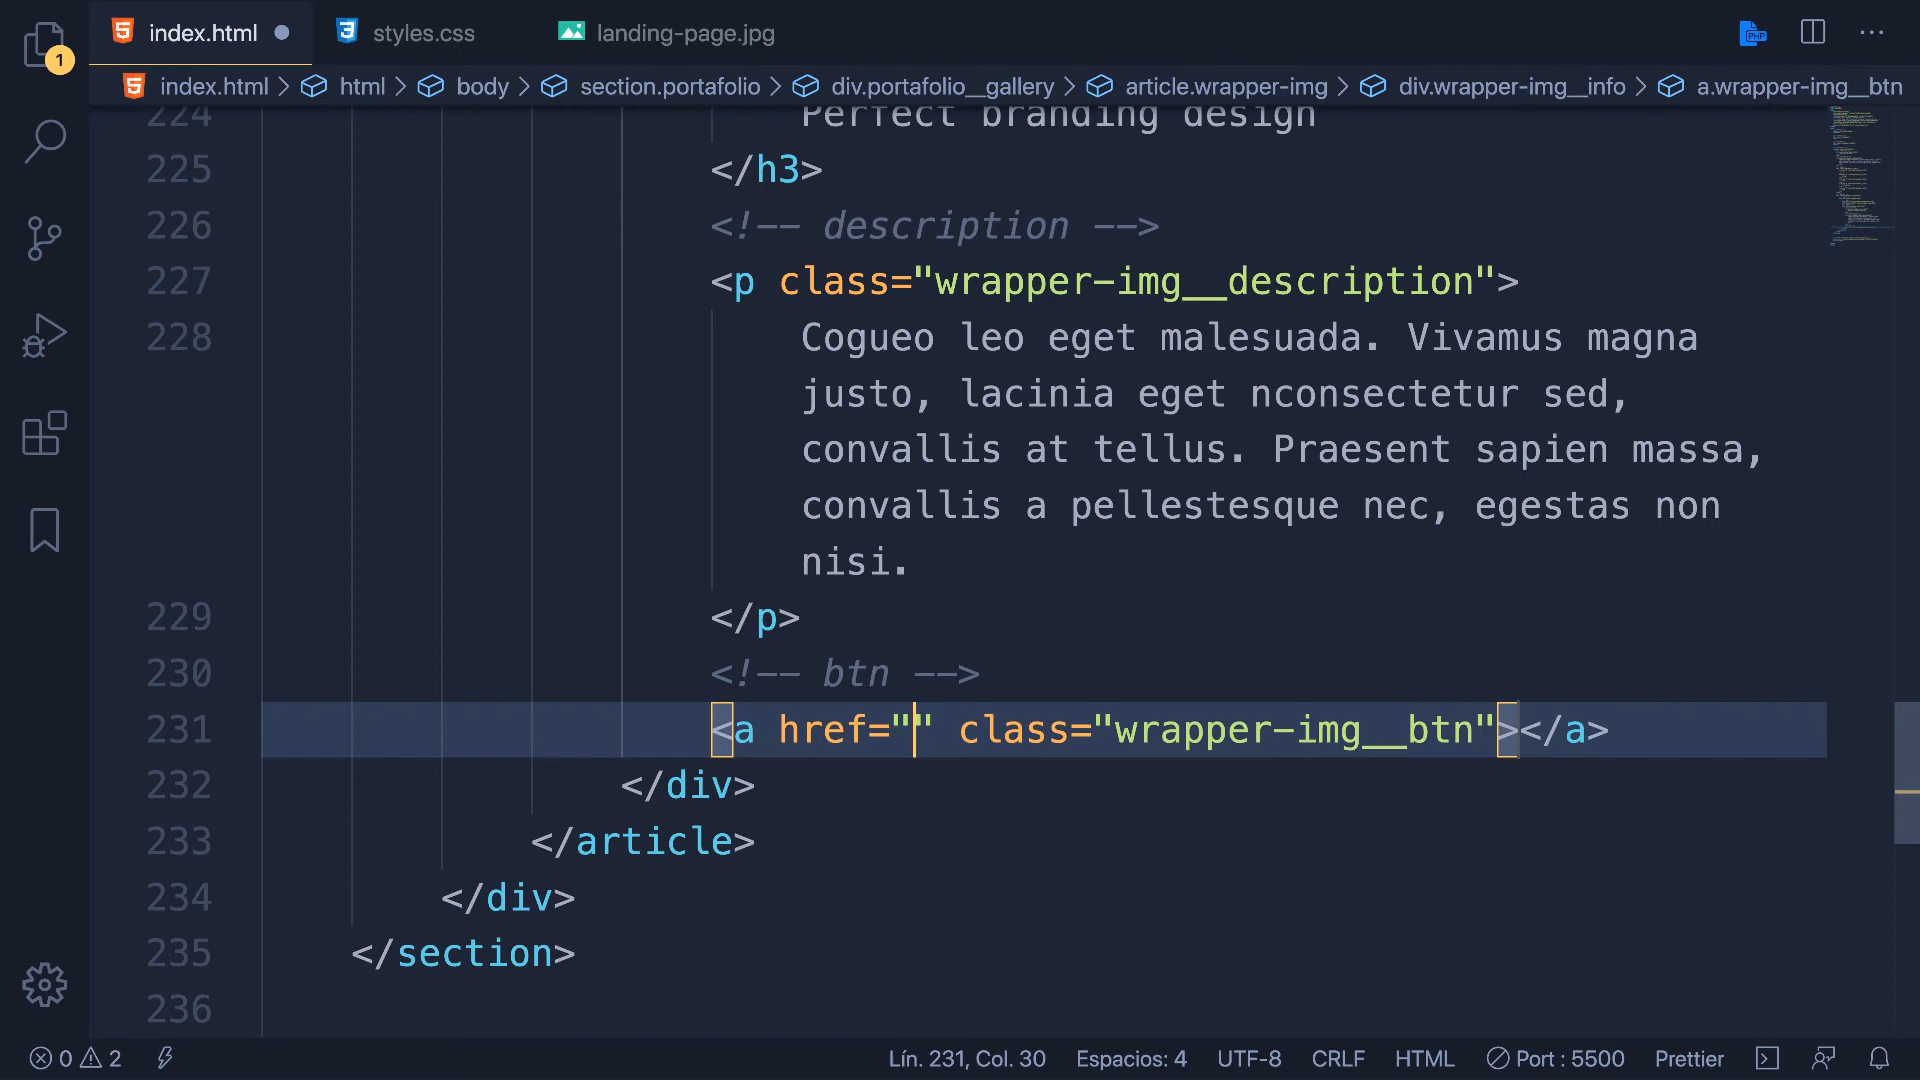 index.html
styles.css
landing-page.jpg
PHP
1
index.html > html > body > section.portafolio > div.portafolio__gallery > article.wrapper-img > div.wrapper-img__info > a.wrapper-img__btn
224 Perfect branding design
225 </h3>
226 <!-- description -->
227 <p class="wrapper-img__description">
228 Cogueo leo eget malesuada. Vivamus magna
justo, lacinia eget nconsectetur sed,
convallis at tellus. Praesent sapien massa,
convallis a pellestesque nec, egestas non
nisi.
229 </p>
230 <!-- btn -->
231 <a href="" class="wrapper-img__btn"></a>
232 </div>
233 </article>
234 </div>
235 </section>
236
0 2 Lín. 231, Col. 30 Espacios: 4 UTF-8 CRLF HTML Port : 5500 Prettier